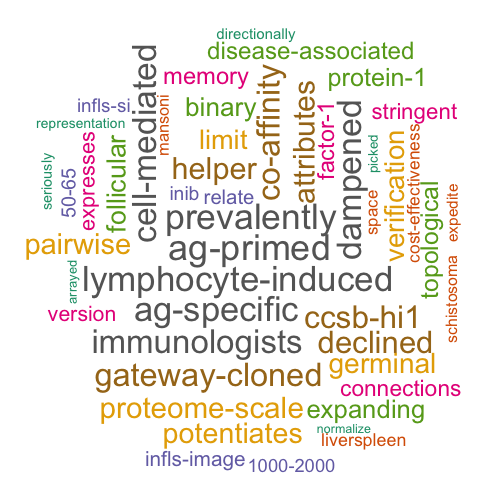 directionally
disease-associated
memory
protein-1
infls-si
binary
stringent
representation
mansoni
limit
co-affinity
attributes
factor-1
cell-mediated
dampened
picked
verification
cost-effectiveness
seriously
50-65
expresses
follicular
helper
inib
relate
space
topological
expedite
prevalently
pairwise
ag-primed
arrayed
lymphocyte-induced
schistosoma
version
ag-specific
ccsb-hi1
immunologists
declined
germinal
gateway-cloned
connections
proteome-scale
expanding
potentiates
normalize
liverspleen
infls-image
1000-2000